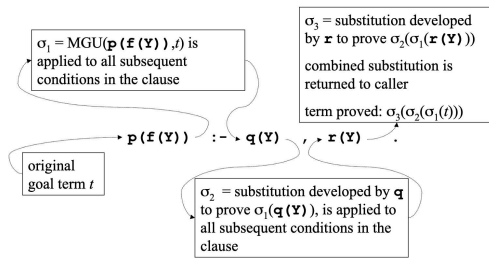 σ₁ = MGU(p(f(Y)),t) is
applied to all subsequent
conditions in the clause
σ₃ = substitution developed
by r to prove σ₂(σ₁(r(Y)))
combined substitution is
returned to caller
term proved: σ₃(σ₂(σ₁(t)))
p(f(Y)) :- q(Y) , r(Y) .
original
goal term t
σ₂ = substitution developed by q
to prove σ₁(q(Y)), is applied to
all subsequent conditions in the
clause